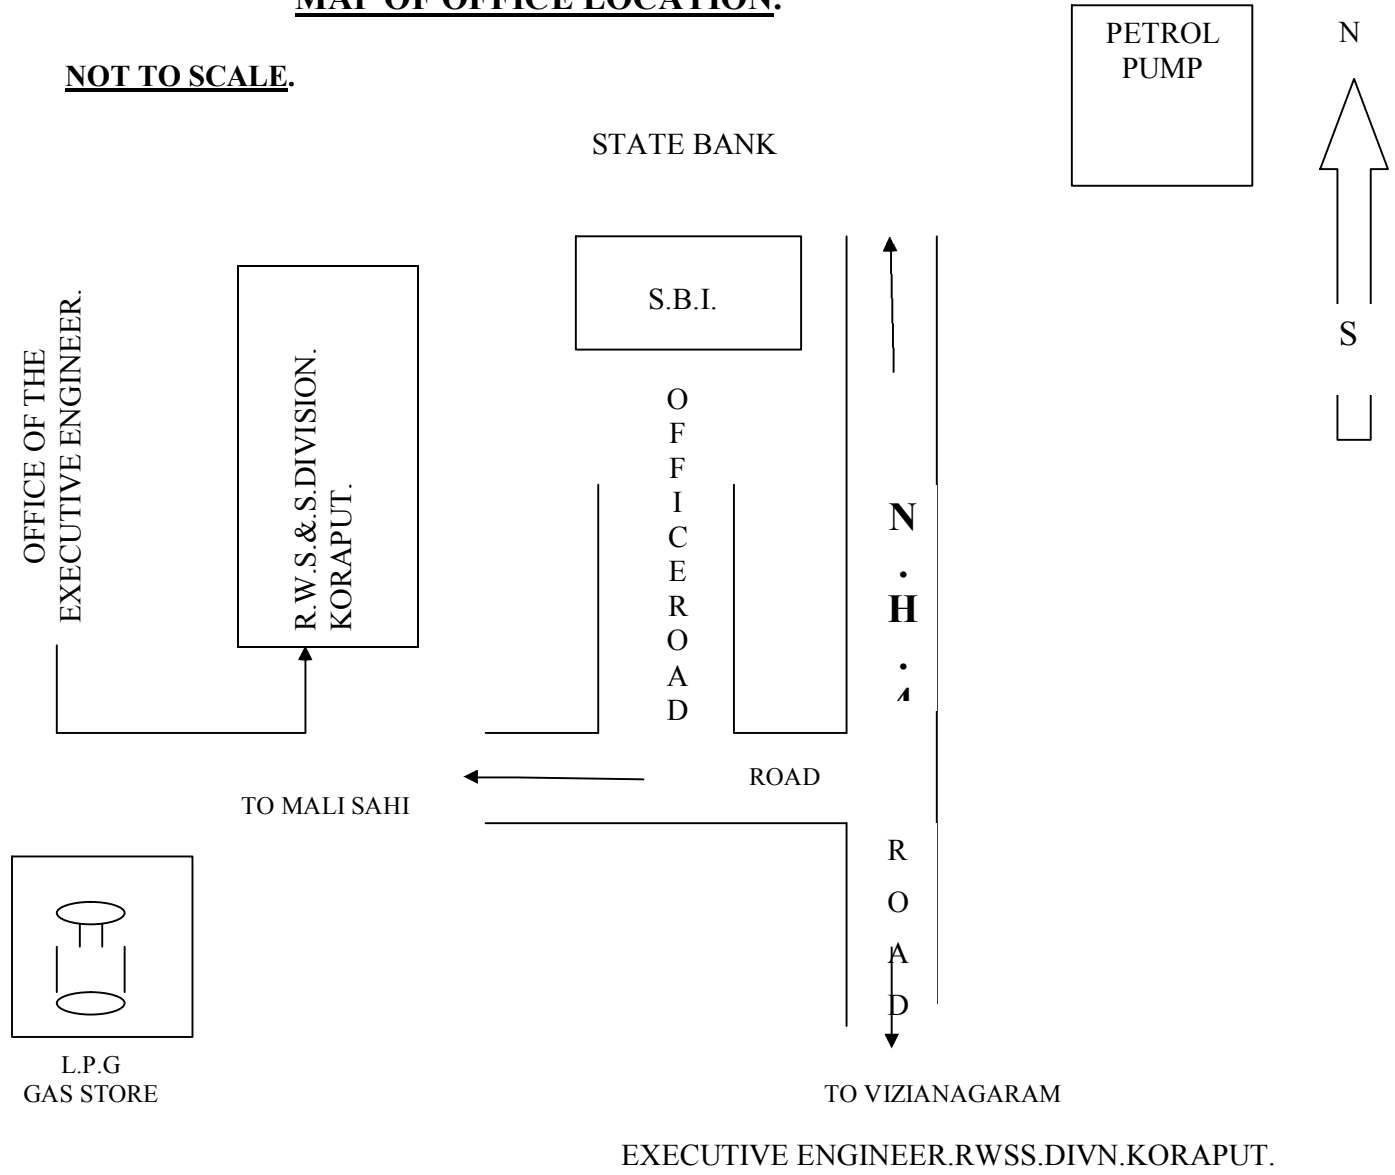 MAP OF OFFICE LOCATION.
NOT TO SCALE.
PETROL
PUMP
N
S
STATE BANK
S.B.I.
OFFICE OF THE
EXECUTIVE ENGINEER.
R.W.S.&.S.DIVISION.
KORAPUT.
OFFICEROAD
N.H.
ROAD
TO MALI SAHI
ROAD
L.P.G
GAS STORE
TO VIZIANAGARAM
EXECUTIVE ENGINEER.RWSS.DIVN.KORAPUT.